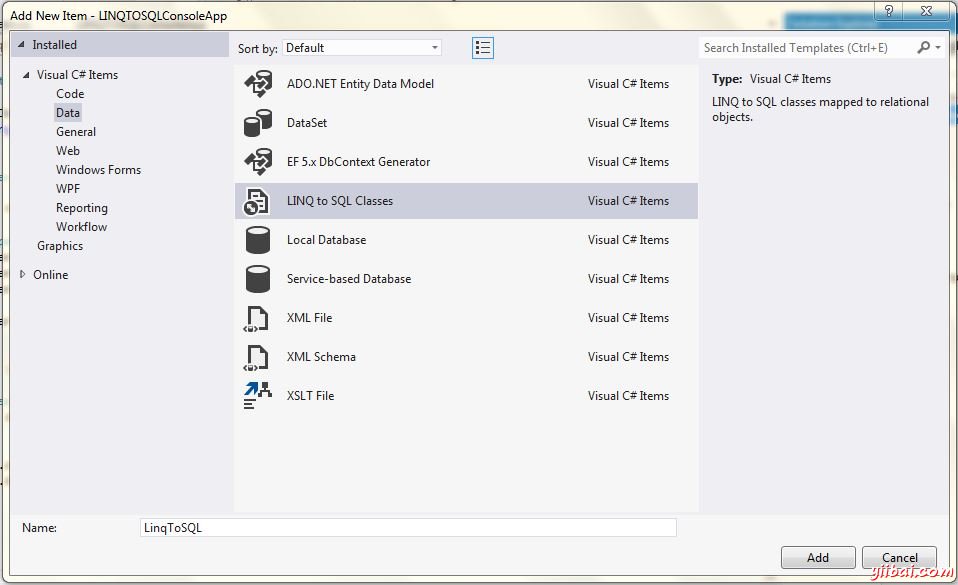 Add New Item - LINQTOSQLConsoleApp
Installed
Sort by: Default
Search Installed Templates (Ctrl+E)
Visual C# Items
Code
Data
General
Web
Windows Forms
WPF
Reporting
Workflow
Graphics
Online
ADO.NET Entity Data Model Visual C# Items
DataSet Visual C# Items
EF 5.x DbContext Generator Visual C# Items
LINQ to SQL Classes Visual C# Items
Local Database Visual C# Items
Service-based Database Visual C# Items
XML File Visual C# Items
XML Schema Visual C# Items
XSLT File Visual C# Items
Type: Visual C# Items
LINQ to SQL classes mapped to relational
objects.
Name: LinqToSQL
Add Cancel
yiibai.com